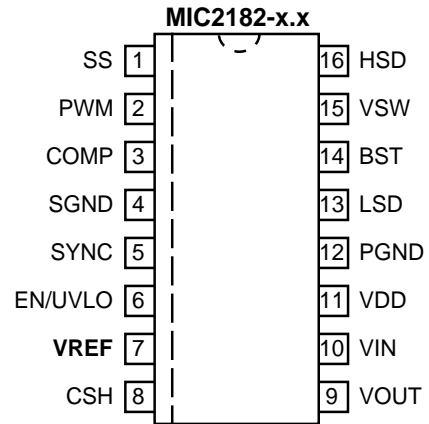 MIC2182-x.x
SS 1 16 HSD
PWM 2 15 VSW
COMP 3 14 BST
SGND 4 13 LSD
SYNC 5 12 PGND
EN/UVLO 6 11 VDD
VREF 7 10 VIN
CSH 8 9 VOUT